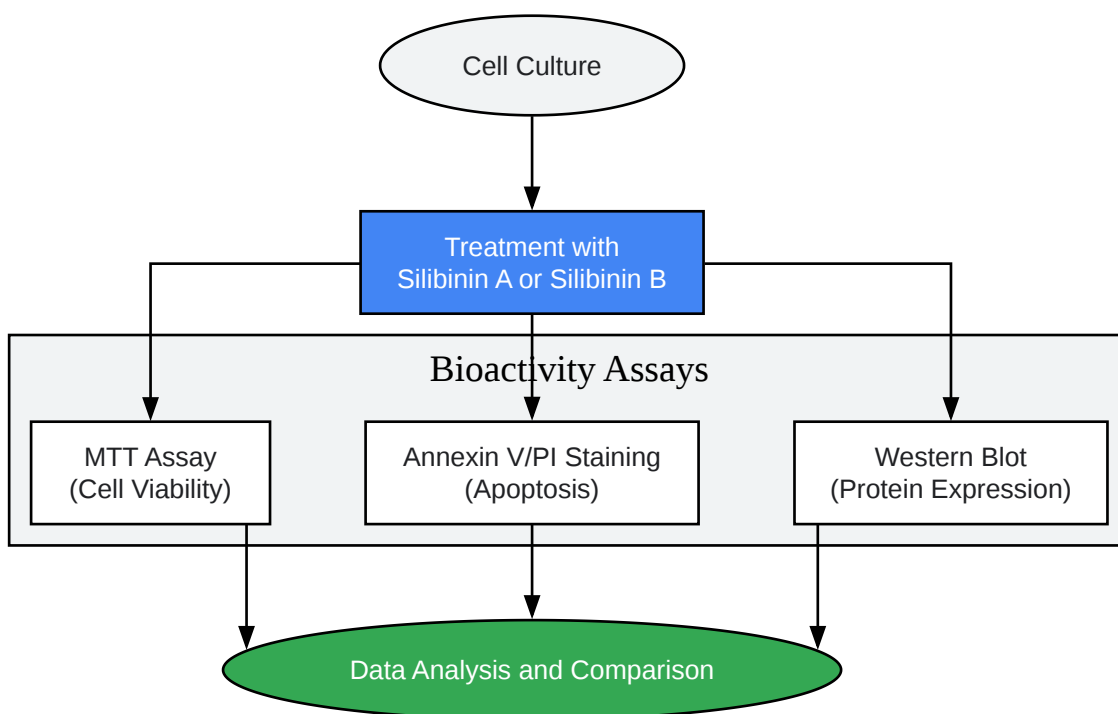 Cell Culture
Treatment with
Silibinin A or Silibinin B
Bioactivity Assays
MTT Assay
(Cell Viability)
Annexin V/PI Staining
(Apoptosis)
Western Blot
(Protein Expression)
Data Analysis and Comparison